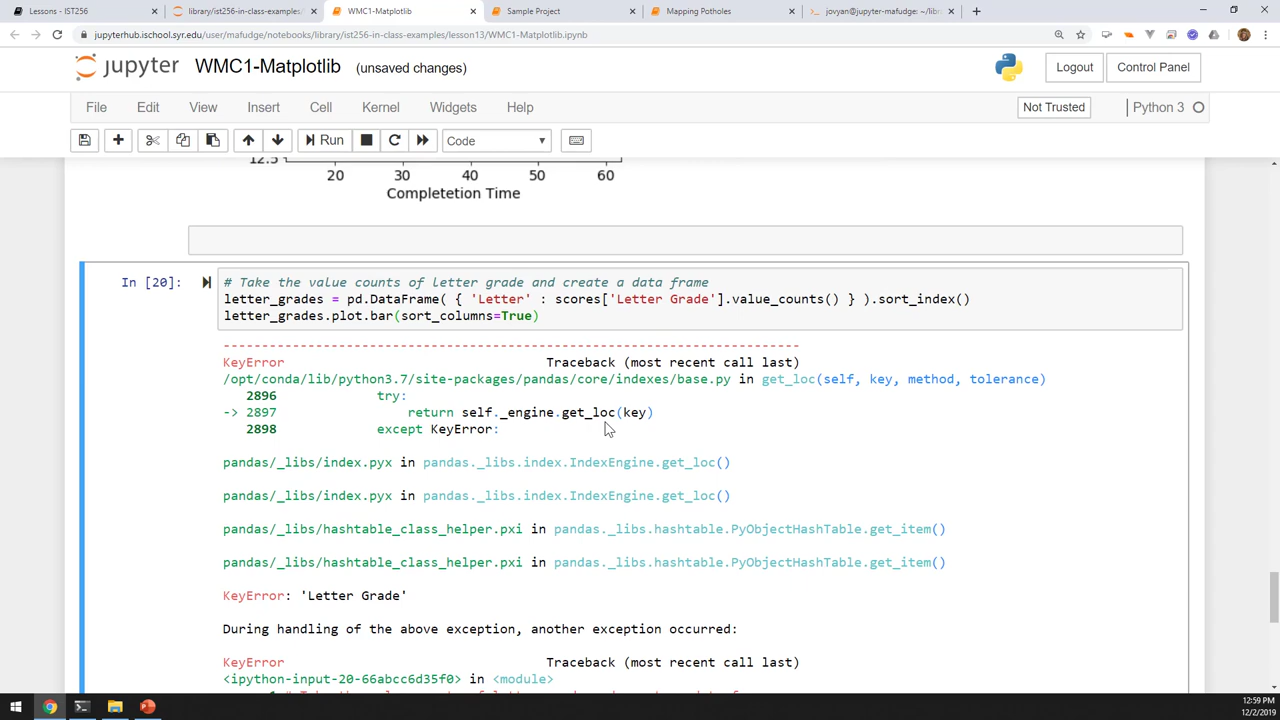 Lessons - IST256
library/ist256-in-class-examples/
WMC1-Matplotlib
Sample Project
Mapping Potholes
jovyan@jupyter-mafudge: ~/libr
jupyterhub.ischool.syr.edu/user/mafudge/notebooks/library/ist256-in-class-examples/lesson13/WMC1-Matplotlib.ipynb
jupyter WMC1-Matplotlib (unsaved changes)
Logout Control Panel
File Edit View Insert Cell Kernel Widgets Help
Not Trusted Python 3
Run Code
12.5
20 30 40 50 60
Completetion Time
In [20]:
# Take the value counts of letter grade and create a data frame
letter_grades = pd.DataFrame( { 'Letter' : scores['Letter Grade'].value_counts() } ).sort_index()
letter_grades.plot.bar(sort_columns=True)
---------------------------------------------------------------------------
KeyError Traceback (most recent call last)
/opt/conda/lib/python3.7/site-packages/pandas/core/indexes/base.py in get_loc(self, key, method, tolerance)
2896 try:
-> 2897 return self._engine.get_loc(key)
2898 except KeyError:
pandas/_libs/index.pyx in pandas._libs.index.IndexEngine.get_loc()
pandas/_libs/index.pyx in pandas._libs.index.IndexEngine.get_loc()
pandas/_libs/hashtable_class_helper.pxi in pandas._libs.hashtable.PyObjectHashTable.get_item()
pandas/_libs/hashtable_class_helper.pxi in pandas._libs.hashtable.PyObjectHashTable.get_item()
KeyError: 'Letter Grade'
During handling of the above exception, another exception occurred:
KeyError Traceback (most recent call last)
<ipython-input-20-66abcc6d35f0> in <module>
12:59 PM
12/2/2019